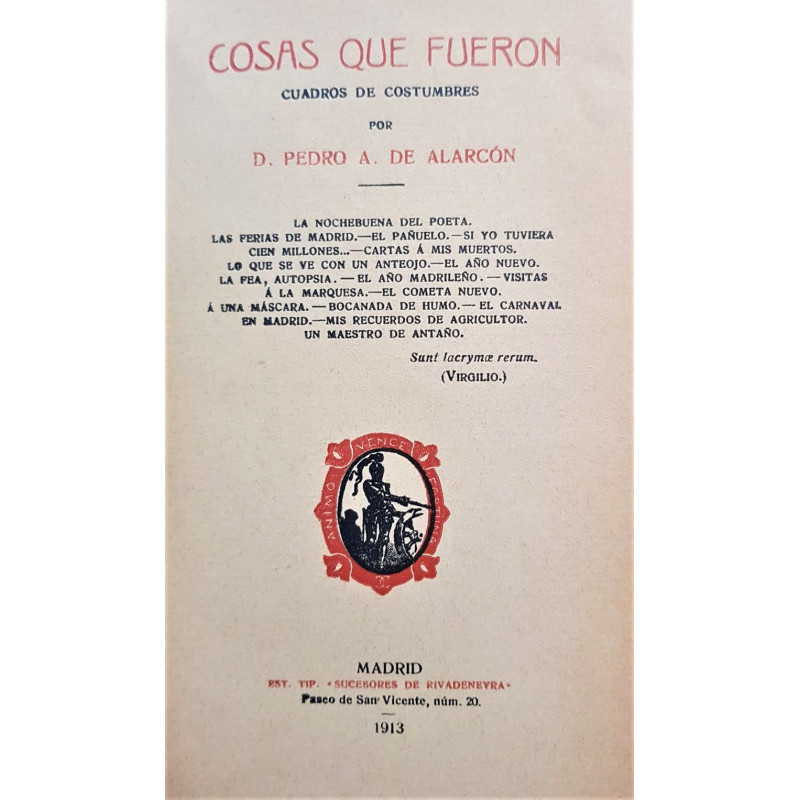 COSAS QUE FUERON
CUADROS DE COSTUMBRES
POR
D. PEDRO A. DE ALARCÓN
LA NOCHEBUENA DEL POETA.
LAS FERIAS DE MADRID.—EL PAÑUELO.—SI YO TUVIERA
CIEN MILLONES...—CARTAS Á MIS MUERTOS.
LO QUE SE VE CON UN ANTEOJO.—EL AÑO NUEVO.
LA FEA, AUTOPSIA.—EL AÑO MADRILEÑO.—VISITAS
Á LA MARQUESA.—EL COMETA NUEVO.
Á UNA MÁSCARA.—BOCANADA DE HUMO.—EL CARNAVAL
EN MADRID.—MIS RECUERDOS DE AGRICULTOR.
UN MAESTRO DE ANTAÑO.
Sunt lacrymæ rerum.
(VIRGILIO.)
ANIMO VENCE FORTUNA
MADRID
EST. TIP. «SUCESORES DE RIVADENEYRA»
Paseo de San Vicente, núm. 20.
1913